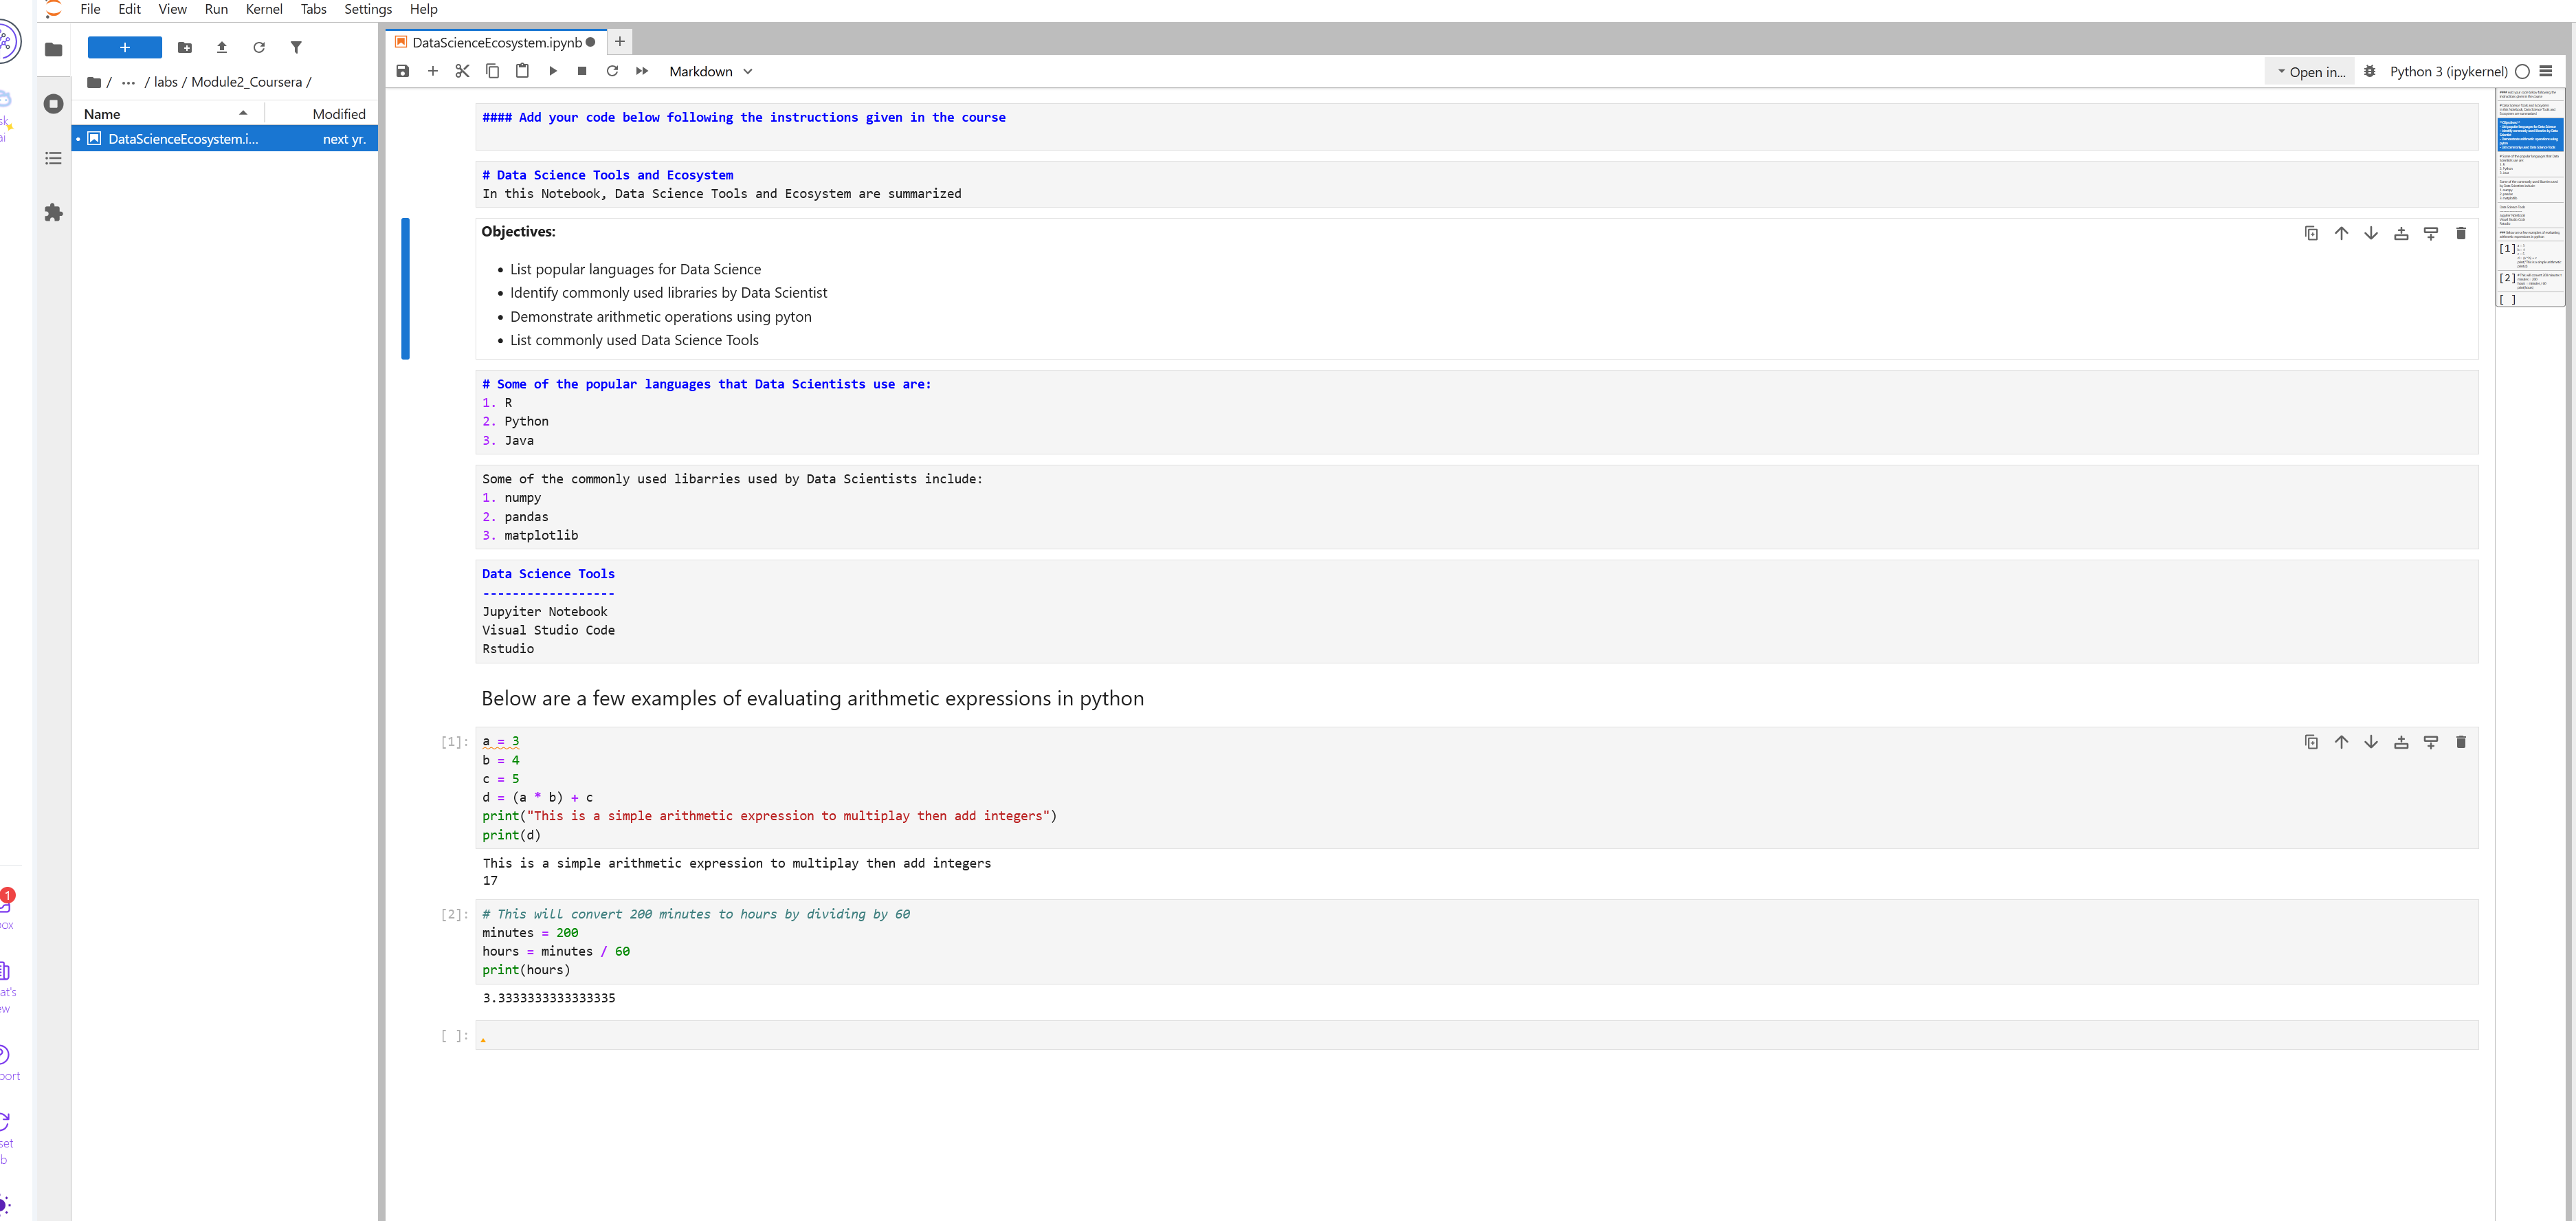 File Edit View Run Kernel Tabs Settings Help
DataScienceEcosystem.ipynb
Markdown
Open in...
Python 3 (ipykernel)
/ ... / labs / Module2_Coursera /
Name Modified
DataScienceEcosystem.i... next yr.
#### Add your code below following the instructions given in the course
# Data Science Tools and Ecosystem
In this Notebook, Data Science Tools and Ecosystem are summarized
Objectives:
• List popular languages for Data Science
• Identify commonly used libraries by Data Scientist
• Demonstrate arithmetic operations using pyton
• List commonly used Data Science Tools
# Some of the popular languages that Data Scientists use are:
1. R
2. Python
3. Java
Some of the commonly used libarries used by Data Scientists include:
1. numpy
2. pandas
3. matplotlib
Data Science Tools
------------------
Jupyiter Notebook
Visual Studio Code
Rstudio
Below are a few examples of evaluating arithmetic expressions in python
[1]: a = 3
b = 4
c = 5
d = (a * b) + c
print("This is a simple arithmetic expression to multiplay then add integers")
print(d)
This is a simple arithmetic expression to multiplay then add integers
17
[2]: # This will convert 200 minutes to hours by dividing by 60
minutes = 200
hours = minutes / 60
print(hours)
3.3333333333333335
[ ]:
[1]
[2]
[ ]
1